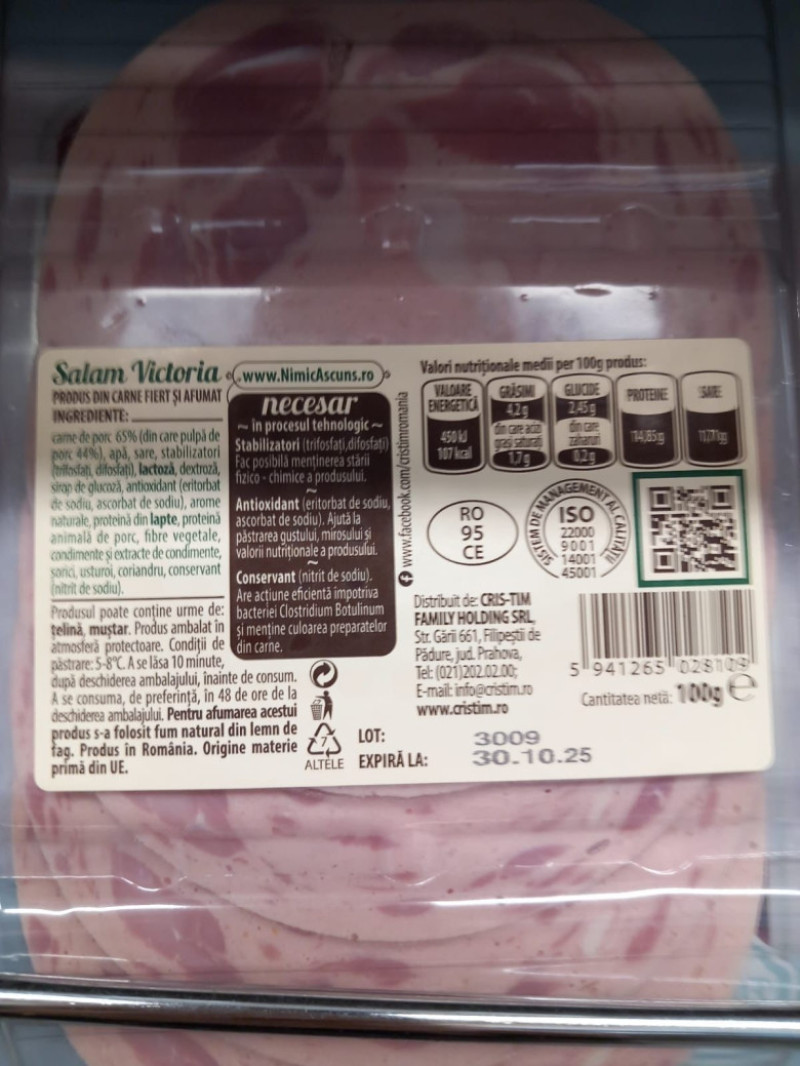 Salam Victoria
PRODUS DIN CARNE FIERT ȘI AFUMAT
INGREDIENTE:
carne de porc 65% (din care pulpă de
porc 44%), apă, sare, stabilizatori
(trifosfați, difosfați), lactoză, dextroză,
sirop de glucoză, antioxidant (eritorbat
de sodiu, ascorbat de sodiu), arome
naturale, proteină din lapte, proteină
animală de porc, fibre vegetale,
condimente și extracte de condimente,
șorici, usturoi, coriandru, conservant
(nitrit de sodiu).
Produsul poate conține urme de:
țelină, muștar. Produs ambalat în
atmosferă protectoare. Condiții de
păstrare: 5-8°C. A se lăsa 10 minute,
după deschiderea ambalajului, înainte de consum.
A se consuma, de preferință, în 48 de ore de la
deschiderea ambalajului. Pentru afumarea acestui
produs s-a folosit fum natural din lemn de
fag. Produs în România. Origine materie
primă din UE.
www.NimicAscuns.ro
necesar
~ în procesul tehnologic ~
Stabilizatori (trifosfați,difosfați)
Fac posibilă menținerea stării
fizico - chimice a produsului.
Antioxidant (eritorbat de sodiu,
ascorbat de sodiu). Ajută la
păstrarea gustului, mirosului și
valorii nutriționale a produsului.
Conservant (nitrit de sodiu).
Are acțiune eficientă împotriva
bacteriei Clostridium Botulinum
și menține culoarea preparatelor
din carne.
7
ALTELE
www.facebook.com/cristimromania
Valori nutriționale medii per 100g produs:
VALOARE
ENERGETICĂ
450 kJ
107 kcal
GRĂSIMI
4,2g
din care acizi
grași saturați
1,7g
GLUCIDE
2,45g
din care
zaharuri
0,2g
PROTEINE
14,85g
SARE
RO
95
CE
SISTEM DE MANAGEMENT AL CALITĂȚII
ISO
22000
9001
14001
45001
Distribuit de: CRIS-TIM
FAMILY HOLDING SRL,
Str. Gării 661, Filipeștii de
Pădure, jud. Prahova,
Tel: (021)202.02.00;
E-mail: info@cristim.ro
www.cristim.ro
5 941265 028109
Cantitatea netă: 100g e
LOT: 3009
EXPIRĂ LA: 30.10.25